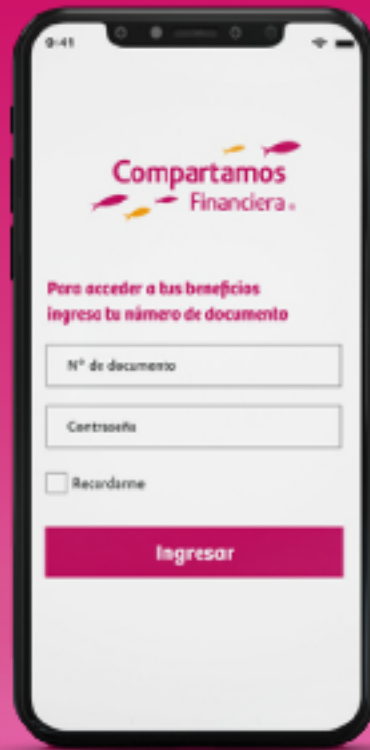 9:41
Compartamos
Financiera
Para acceder a tus beneficios
ingresa tu número de documento
N° de documento
Contraseña
Recordarme
Ingresar